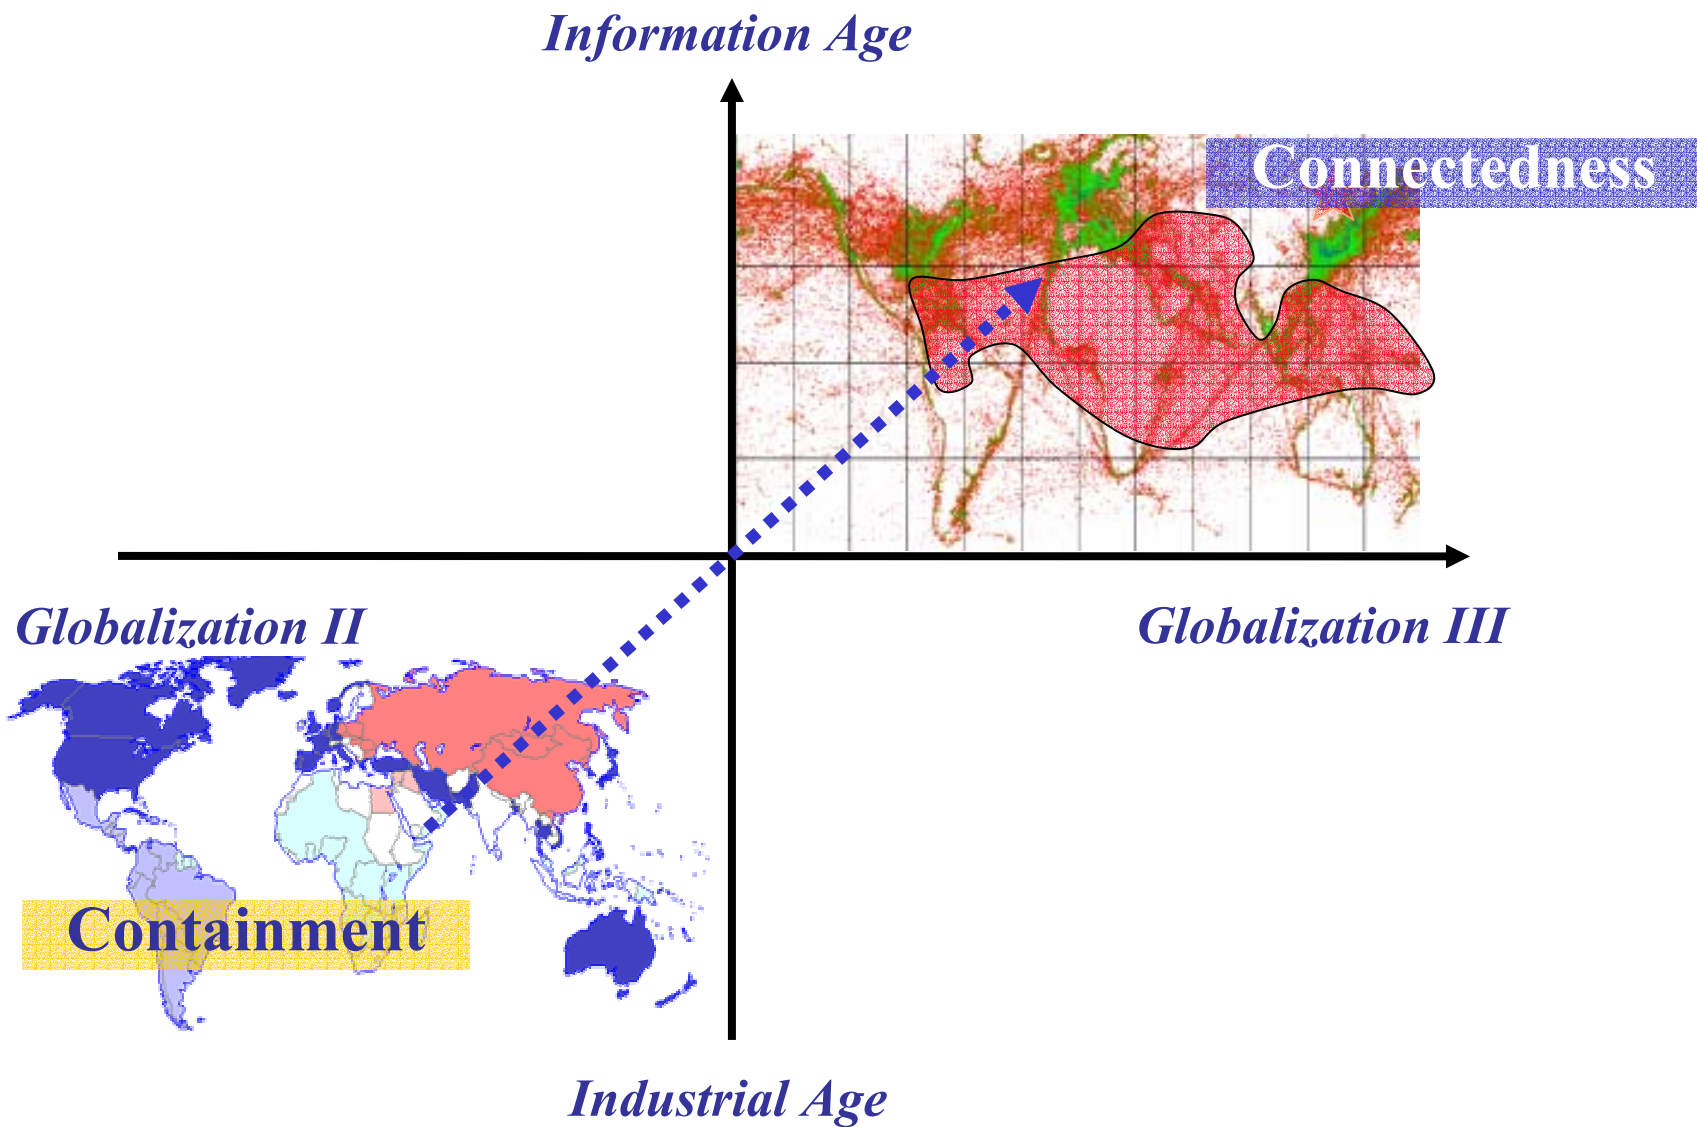 Information Age
Connectedness
Globalization II
Globalization III
Containment
Industrial Age